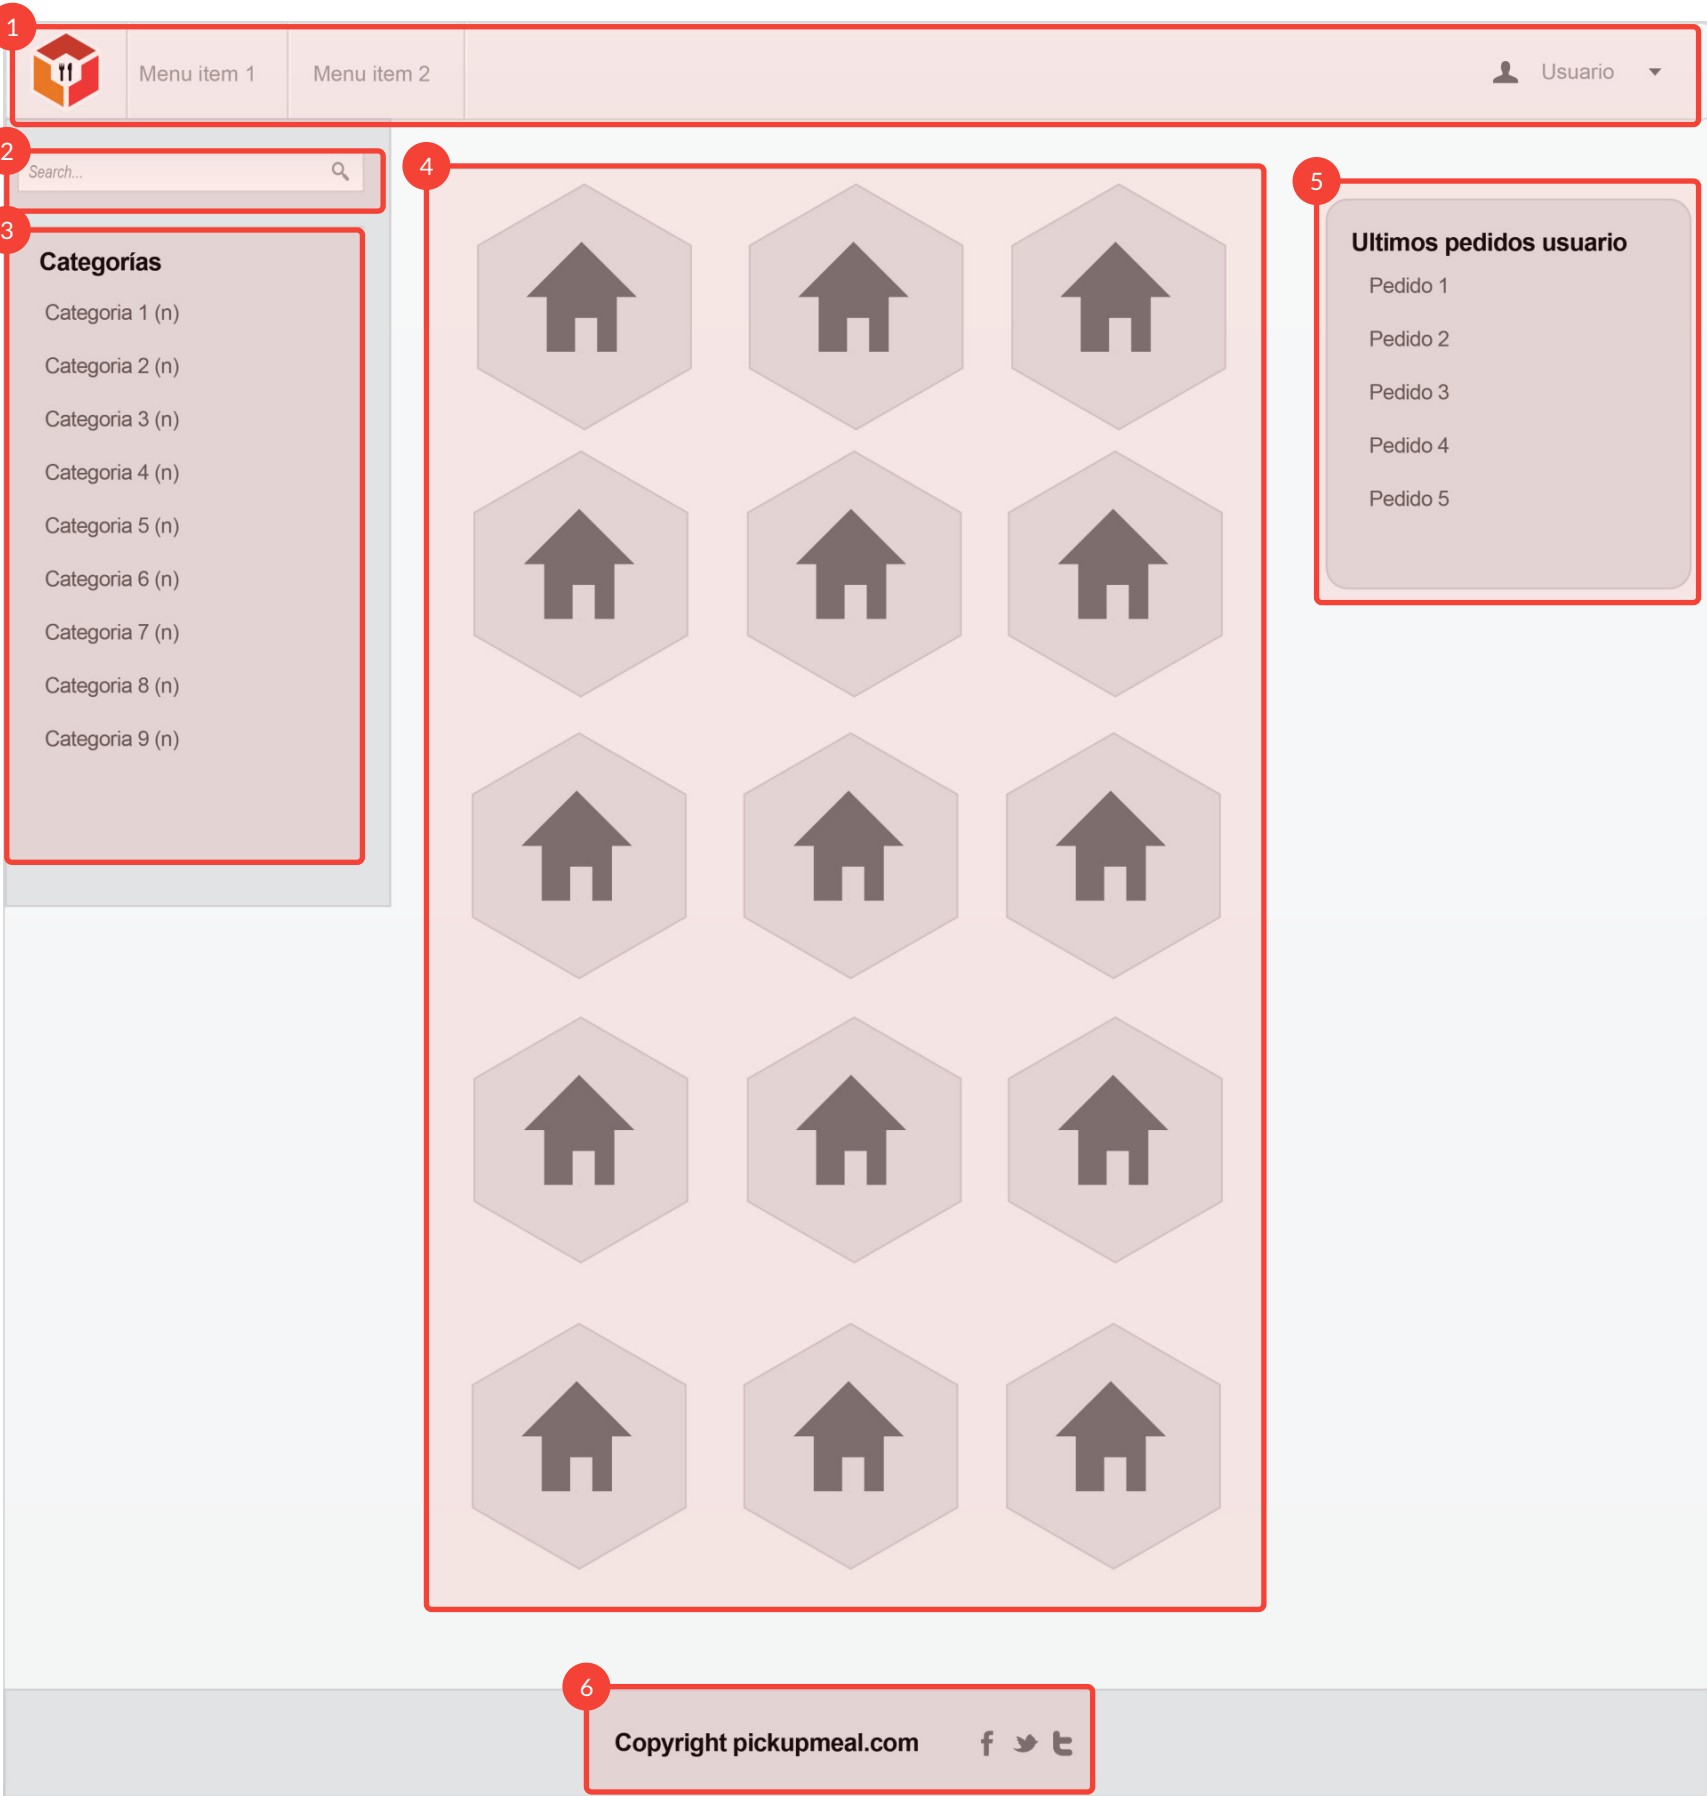 1
Menu item 1
Menu item 2
Usuario
2
Search...
3
Categorías
Categoria 1 (n)
Categoria 2 (n)
Categoria 3 (n)
Categoria 4 (n)
Categoria 5 (n)
Categoria 6 (n)
Categoria 7 (n)
Categoria 8 (n)
Categoria 9 (n)
4
5
Ultimos pedidos usuario
Pedido 1
Pedido 2
Pedido 3
Pedido 4
Pedido 5
6
Copyright pickupmeal.com